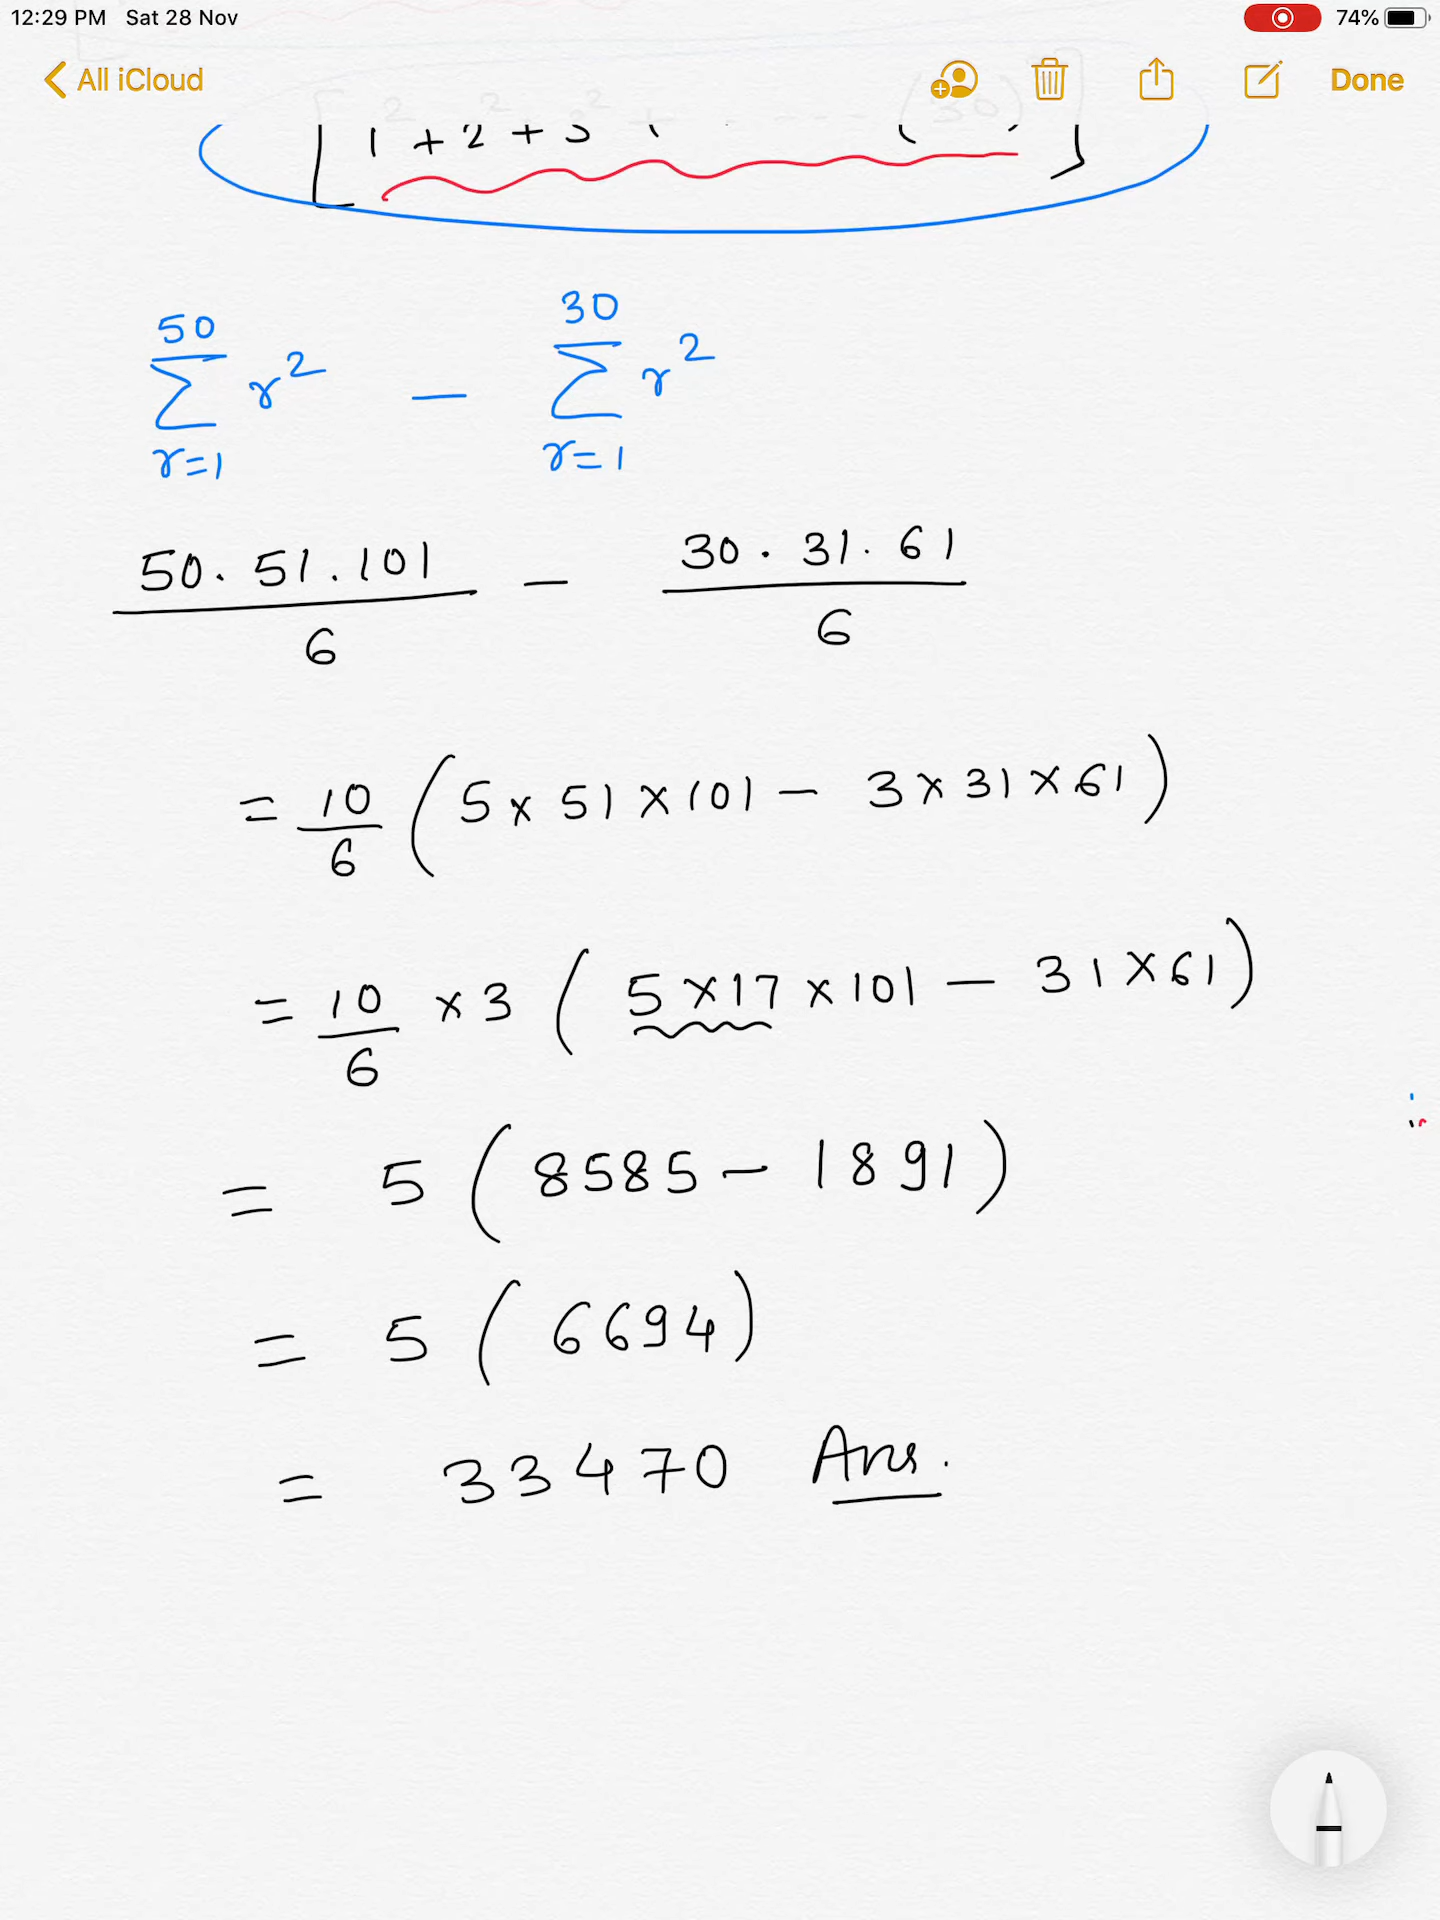 12:29 PM Sat 28 Nov 74%
All iCloud Done
[ 1 + 2 + 3
50 30
∑ r² − ∑ r²
r=1 r=1
50 . 51 . 101 − 30 . 31 . 61
6 6
= 10/6 ( 5 × 51 × 101 − 3 × 31 × 61 )
= 10/6 × 3 ( 5 × 17 × 101 − 31 × 61 )
= 5 ( 8585 − 1891 )
= 5 ( 6694 )
= 33470 Ans.